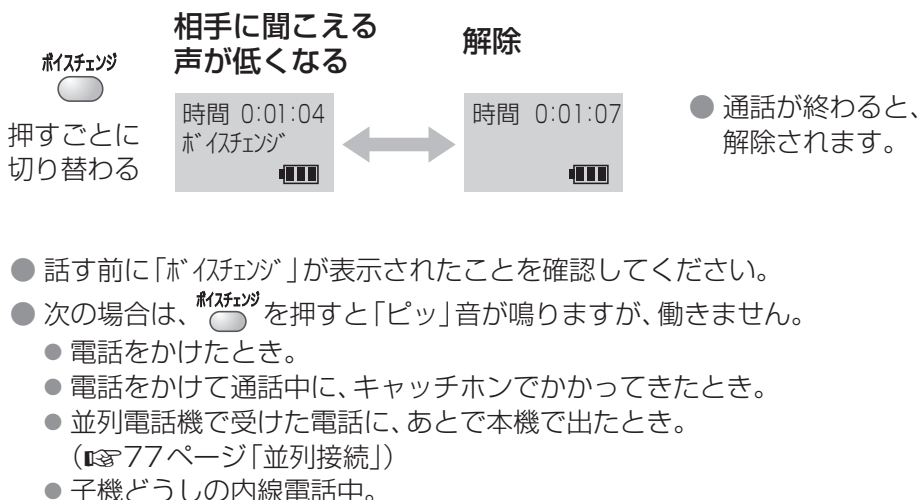 ボイスチェンジ
押すごとに
切り替わる
相手に聞こえる
声が低くなる
時間 0:01:04
ボイスチェンジ
解除
時間 0:01:07
● 通話が終わると、
解除されます。
● 話す前に「ボイスチェンジ」が表示されたことを確認してください。
● 次の場合は、ボイスチェンジを押すと「ピッ」音が鳴りますが、働きません。
● 電話をかけたとき。
● 電話をかけて通話中に、キャッチホンでかかってきたとき。
● 並列電話機で受けた電話に、あとで本機で出たとき。
(☞77ページ「並列接続」)
● 子機どうしの内線電話中。